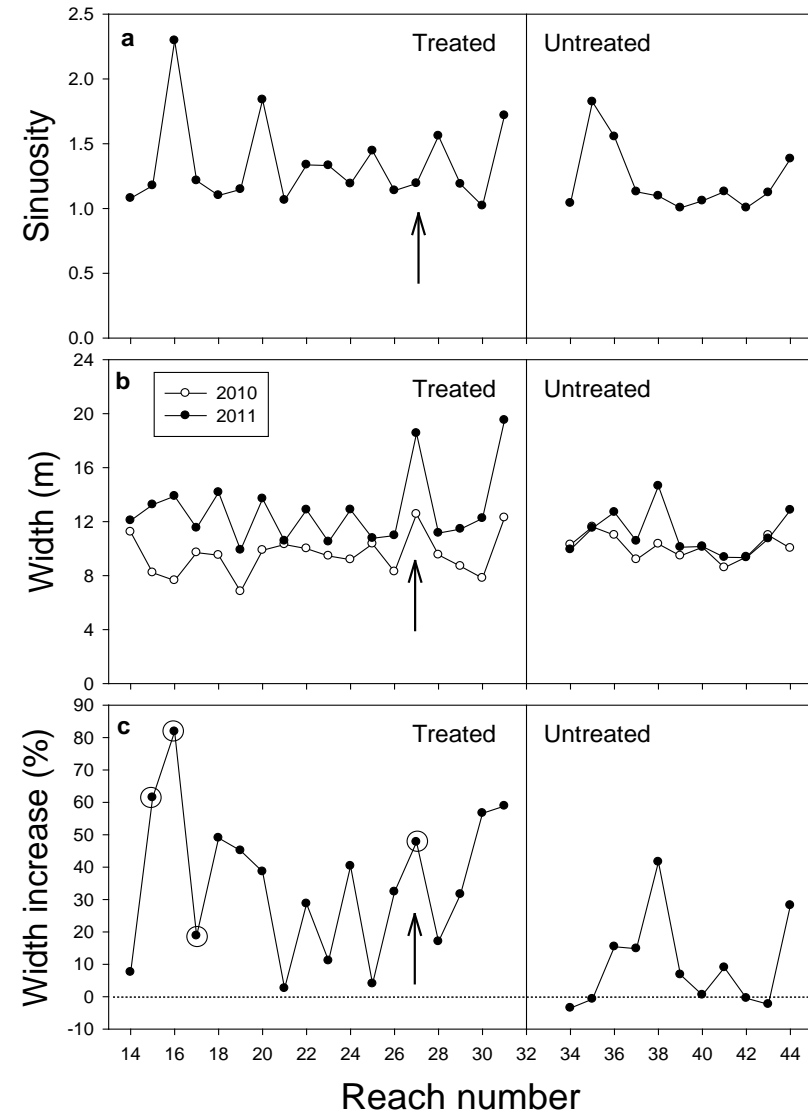 a
Treated
Untreated
Sinuosity
2.5
2.0
1.5
1.0
0.5
0.0
b
Treated
Untreated
2010
2011
Width (m)
24
20
16
12
8
4
0
c
Treated
Untreated
Width increase (%)
90
80
70
60
50
40
30
20
10
0
-10
14 16 18 20 22 24 26 28 30 32 34 36 38 40 42 44
Reach number